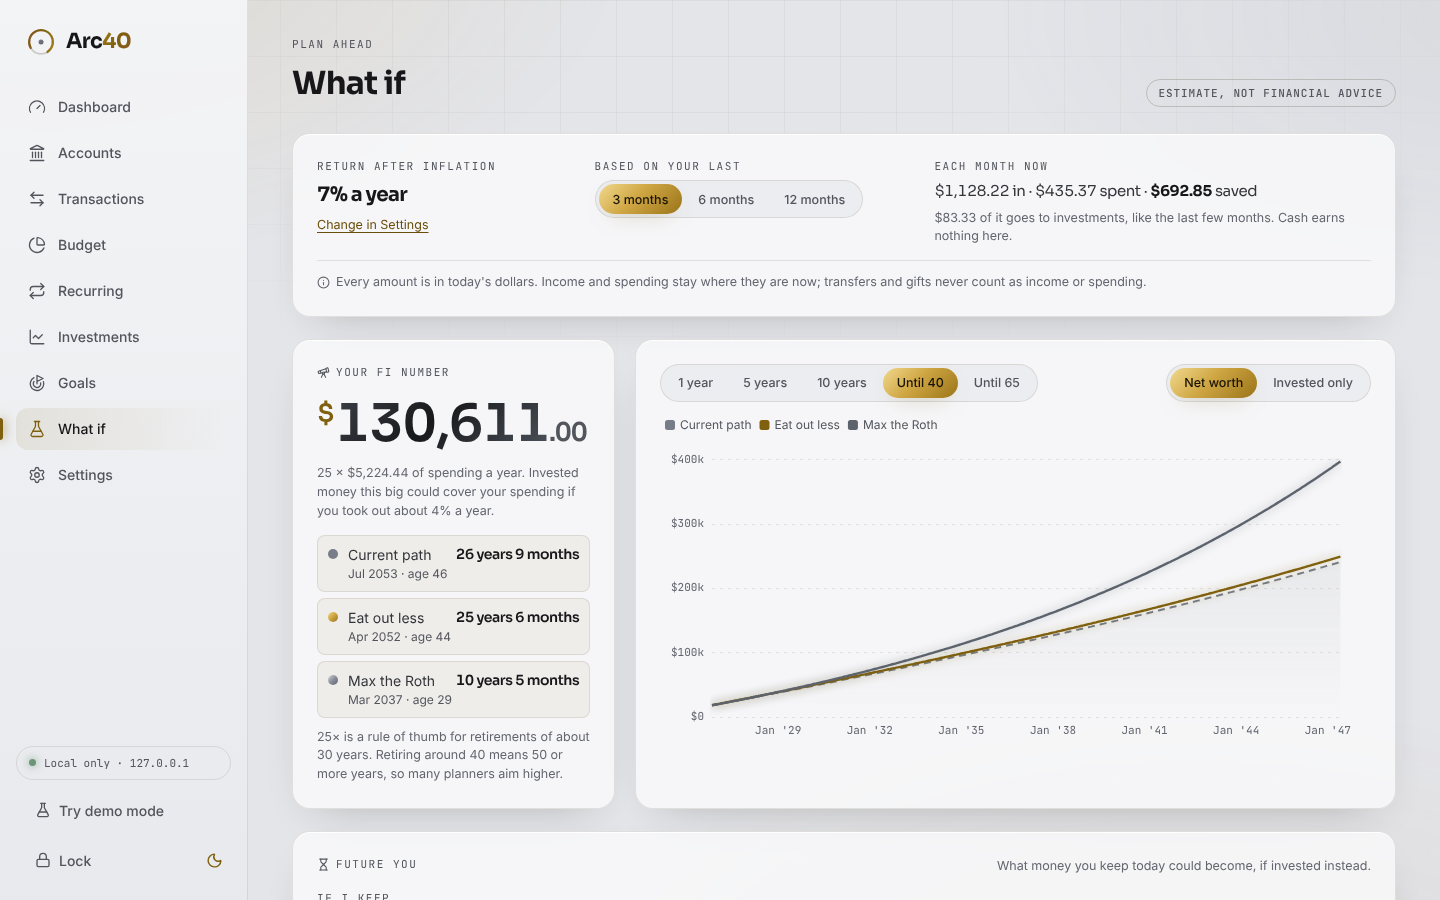 Arc40
Dashboard
Accounts
Transactions
Budget
Recurring
Investments
Goals
What if
Settings
Local only · 127.0.0.1
Try demo mode
Lock
PLAN AHEAD
What if
ESTIMATE, NOT FINANCIAL ADVICE
RETURN AFTER INFLATION
7% a year
Change in Settings
BASED ON YOUR LAST
3 months 6 months 12 months
EACH MONTH NOW
$1,128.22 in · $435.37 spent · $692.85 saved
$83.33 of it goes to investments, like the last few months. Cash earns
nothing here.
Every amount is in today's dollars. Income and spending stay where they are now; transfers and gifts never count as income or spending.
YOUR FI NUMBER
$130,611.00
25 × $5,224.44 of spending a year. Invested
money this big could cover your spending if
you took out about 4% a year.
Current path 26 years 9 months
Jul 2053 · age 46
Eat out less 25 years 6 months
Apr 2052 · age 44
Max the Roth 10 years 5 months
Mar 2037 · age 29
25× is a rule of thumb for retirements of about
30 years. Retiring around 40 means 50 or
more years, so many planners aim higher.
1 year 5 years 10 years Until 40 Until 65
Net worth Invested only
Current path Eat out less Max the Roth
$400k
$300k
$200k
$100k
$0
Jan '29 Jan '32 Jan '35 Jan '38 Jan '41 Jan '44 Jan '47
FUTURE YOU
What money you keep today could become, if invested instead.
IF I KEEP